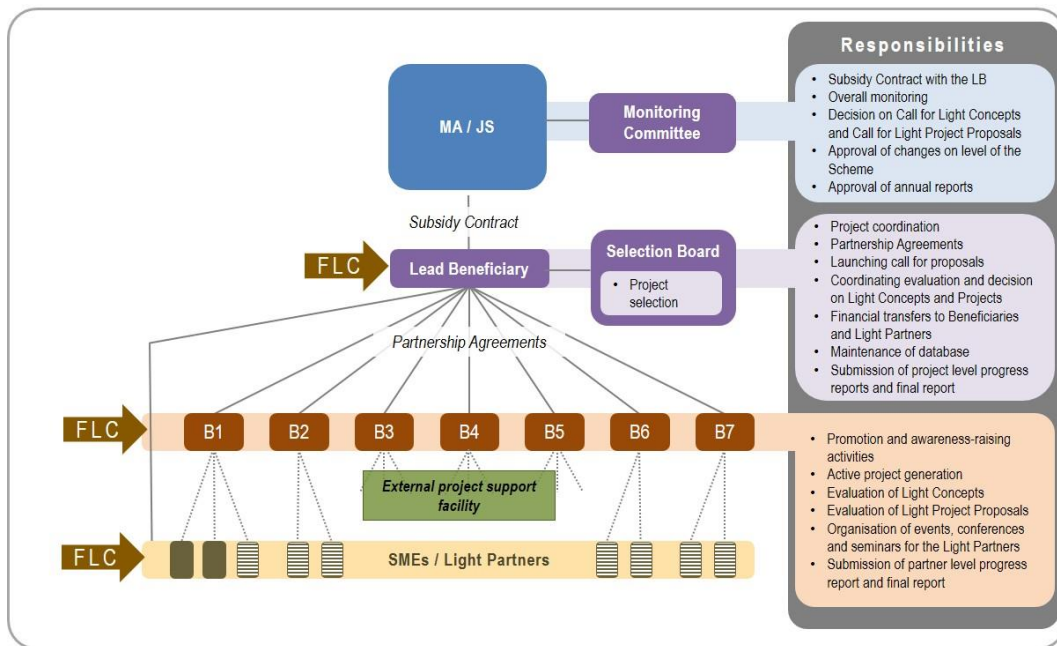 Responsibilities
MA / JS
Monitoring
Committee
• Subsidy Contract with the LB
• Overall monitoring
• Decision on Call for Light Concepts
and Call for Light Project Proposals
• Approval of changes on level of the
Scheme
• Approval of annual reports
Subsidy Contract
FLC
Lead Beneficiary
Selection Board
• Project
selection
• Project coordination
• Partnership Agreements
• Launching call for proposals
• Coordinating evaluation and decision
on Light Concepts and Projects
• Financial transfers to Beneficiaries
and Light Partners
• Maintenance of database
• Submission of project level progress
reports and final report
Partnership Agreements
FLC
B1
B2
B3
B4
B5
B6
B7
External project support
facility
• Promotion and awareness-raising
activities
• Active project generation
• Evaluation of Light Concepts
• Evaluation of Light Project Proposals
• Organisation of events, conferences
and seminars for the Light Partners
• Submission of partner level progress
report and final report
FLC
SMEs / Light Partners